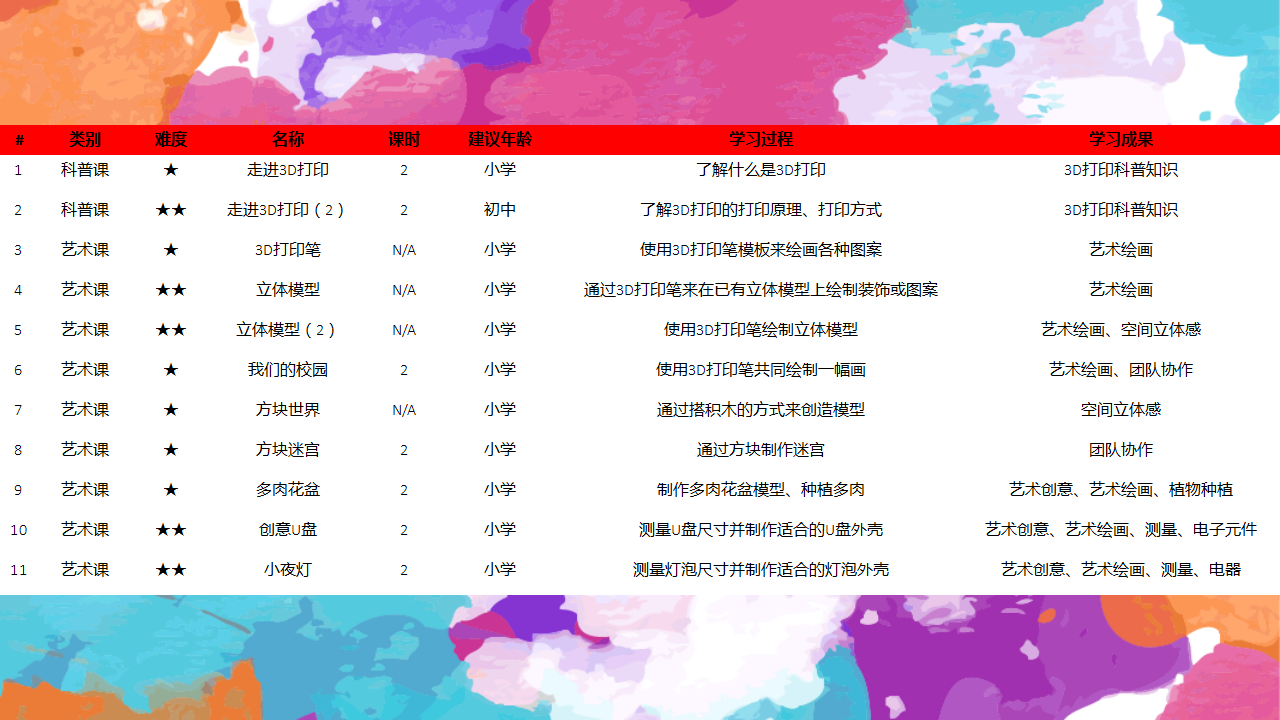 # 类别 难度 名称 课时 建议年龄 学习过程 学习成果
1 科普课 ★ 走进3D打印 2 小学 了解什么是3D打印 3D打印科普知识
2 科普课 ★★ 走进3D打印（2） 2 初中 了解3D打印的打印原理、打印方式 3D打印科普知识
3 艺术课 ★ 3D打印笔 N/A 小学 使用3D打印笔模板来绘画各种图案 艺术绘画
4 艺术课 ★★ 立体模型 N/A 小学 通过3D打印笔来在已有立体模型上绘制装饰或图案 艺术绘画
5 艺术课 ★★ 立体模型（2） N/A 小学 使用3D打印笔绘制立体模型 艺术绘画、空间立体感
6 艺术课 ★ 我们的校园 2 小学 使用3D打印笔共同绘制一幅画 艺术绘画、团队协作
7 艺术课 ★ 方块世界 N/A 小学 通过搭积木的方式来创造模型 空间立体感
8 艺术课 ★ 方块迷宫 2 小学 通过方块制作迷宫 团队协作
9 艺术课 ★ 多肉花盆 2 小学 制作多肉花盆模型、种植多肉 艺术创意、艺术绘画、植物种植
10 艺术课 ★★ 创意U盘 2 小学 测量U盘尺寸并制作适合的U盘外壳 艺术创意、艺术绘画、测量、电子元件
11 艺术课 ★★ 小夜灯 2 小学 测量灯泡尺寸并制作适合的灯泡外壳 艺术创意、艺术绘画、测量、电器